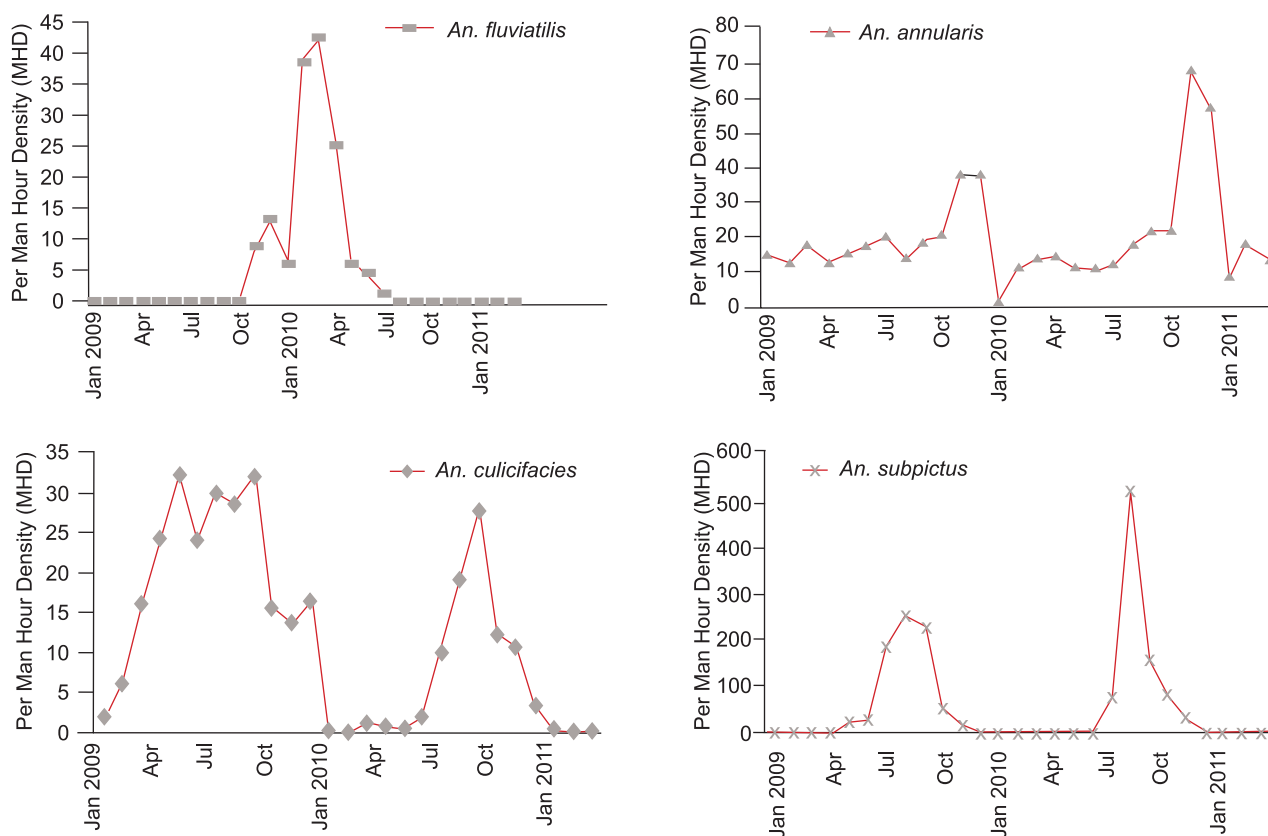 An. fluviatilis
Per Man Hour Density (MHD)
45
40
35
30
25
20
15
10
5
0
Jan 2009
Apr
Jul
Oct
Jan 2010
Apr
Jul
Oct
Jan 2011
An. annularis
Per Man Hour Density (MHD)
80
70
60
50
40
30
20
10
0
Jan 2009
Apr
Jul
Oct
Jan 2010
Apr
Jul
Oct
Jan 2011
An. culicifacies
Per Man Hour Density (MHD)
35
30
25
20
15
10
5
0
Jan 2009
Apr
Jul
Oct
Jan 2010
Apr
Jul
Oct
Jan 2011
An. subpictus
Per Man Hour Density (MHD)
600
500
400
300
200
100
0
Jan 2009
Apr
Jul
Oct
Jan 2010
Apr
Jul
Oct
Jan 2011